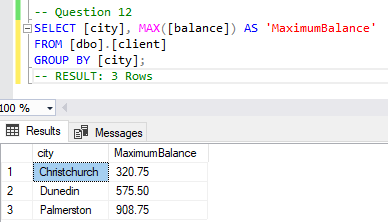 -- Question 12
SELECT [city], MAX([balance]) AS 'MaximumBalance'
FROM [dbo].[client]
GROUP BY [city];
-- RESULT: 3 Rows
100 %
Results Messages
city MaximumBalance
1 Christchurch 320.75
2 Dunedin 575.50
3 Palmerston 908.75